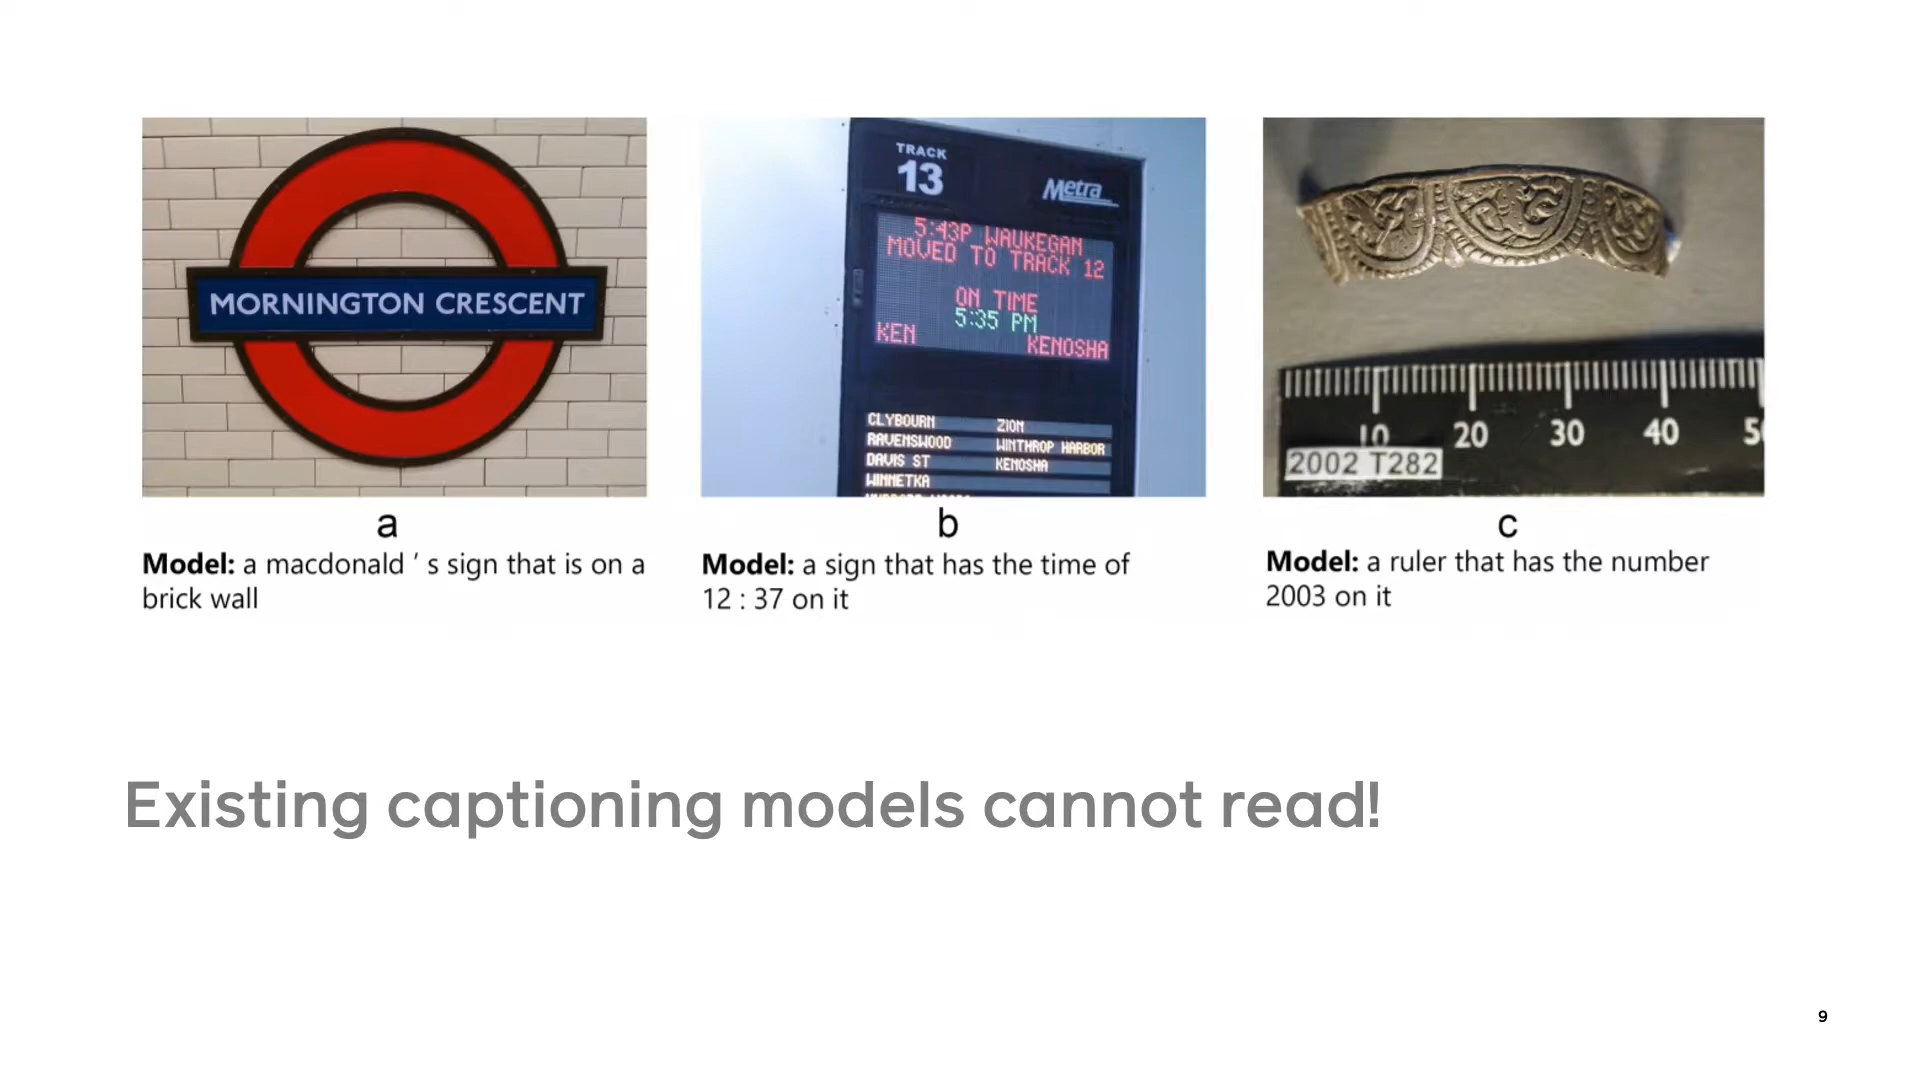 MORNINGTON CRESCENT
TRACK
13
Metra
5:43P WAUKEGAN
MOVED TO TRACK 12
ON TIME
5:35 PM
KEN KENOSHA
CLYBOURN ZION
RAVENSWOOD WINTHROP HARBOR
DAVIS ST KENOSHA
WINNETKA
10 20 30 40
2002 T282
a
b
c
Model: a macdonald ' s sign that is on a
brick wall
Model: a sign that has the time of
12 : 37 on it
Model: a ruler that has the number
2003 on it
Existing captioning models cannot read!
9